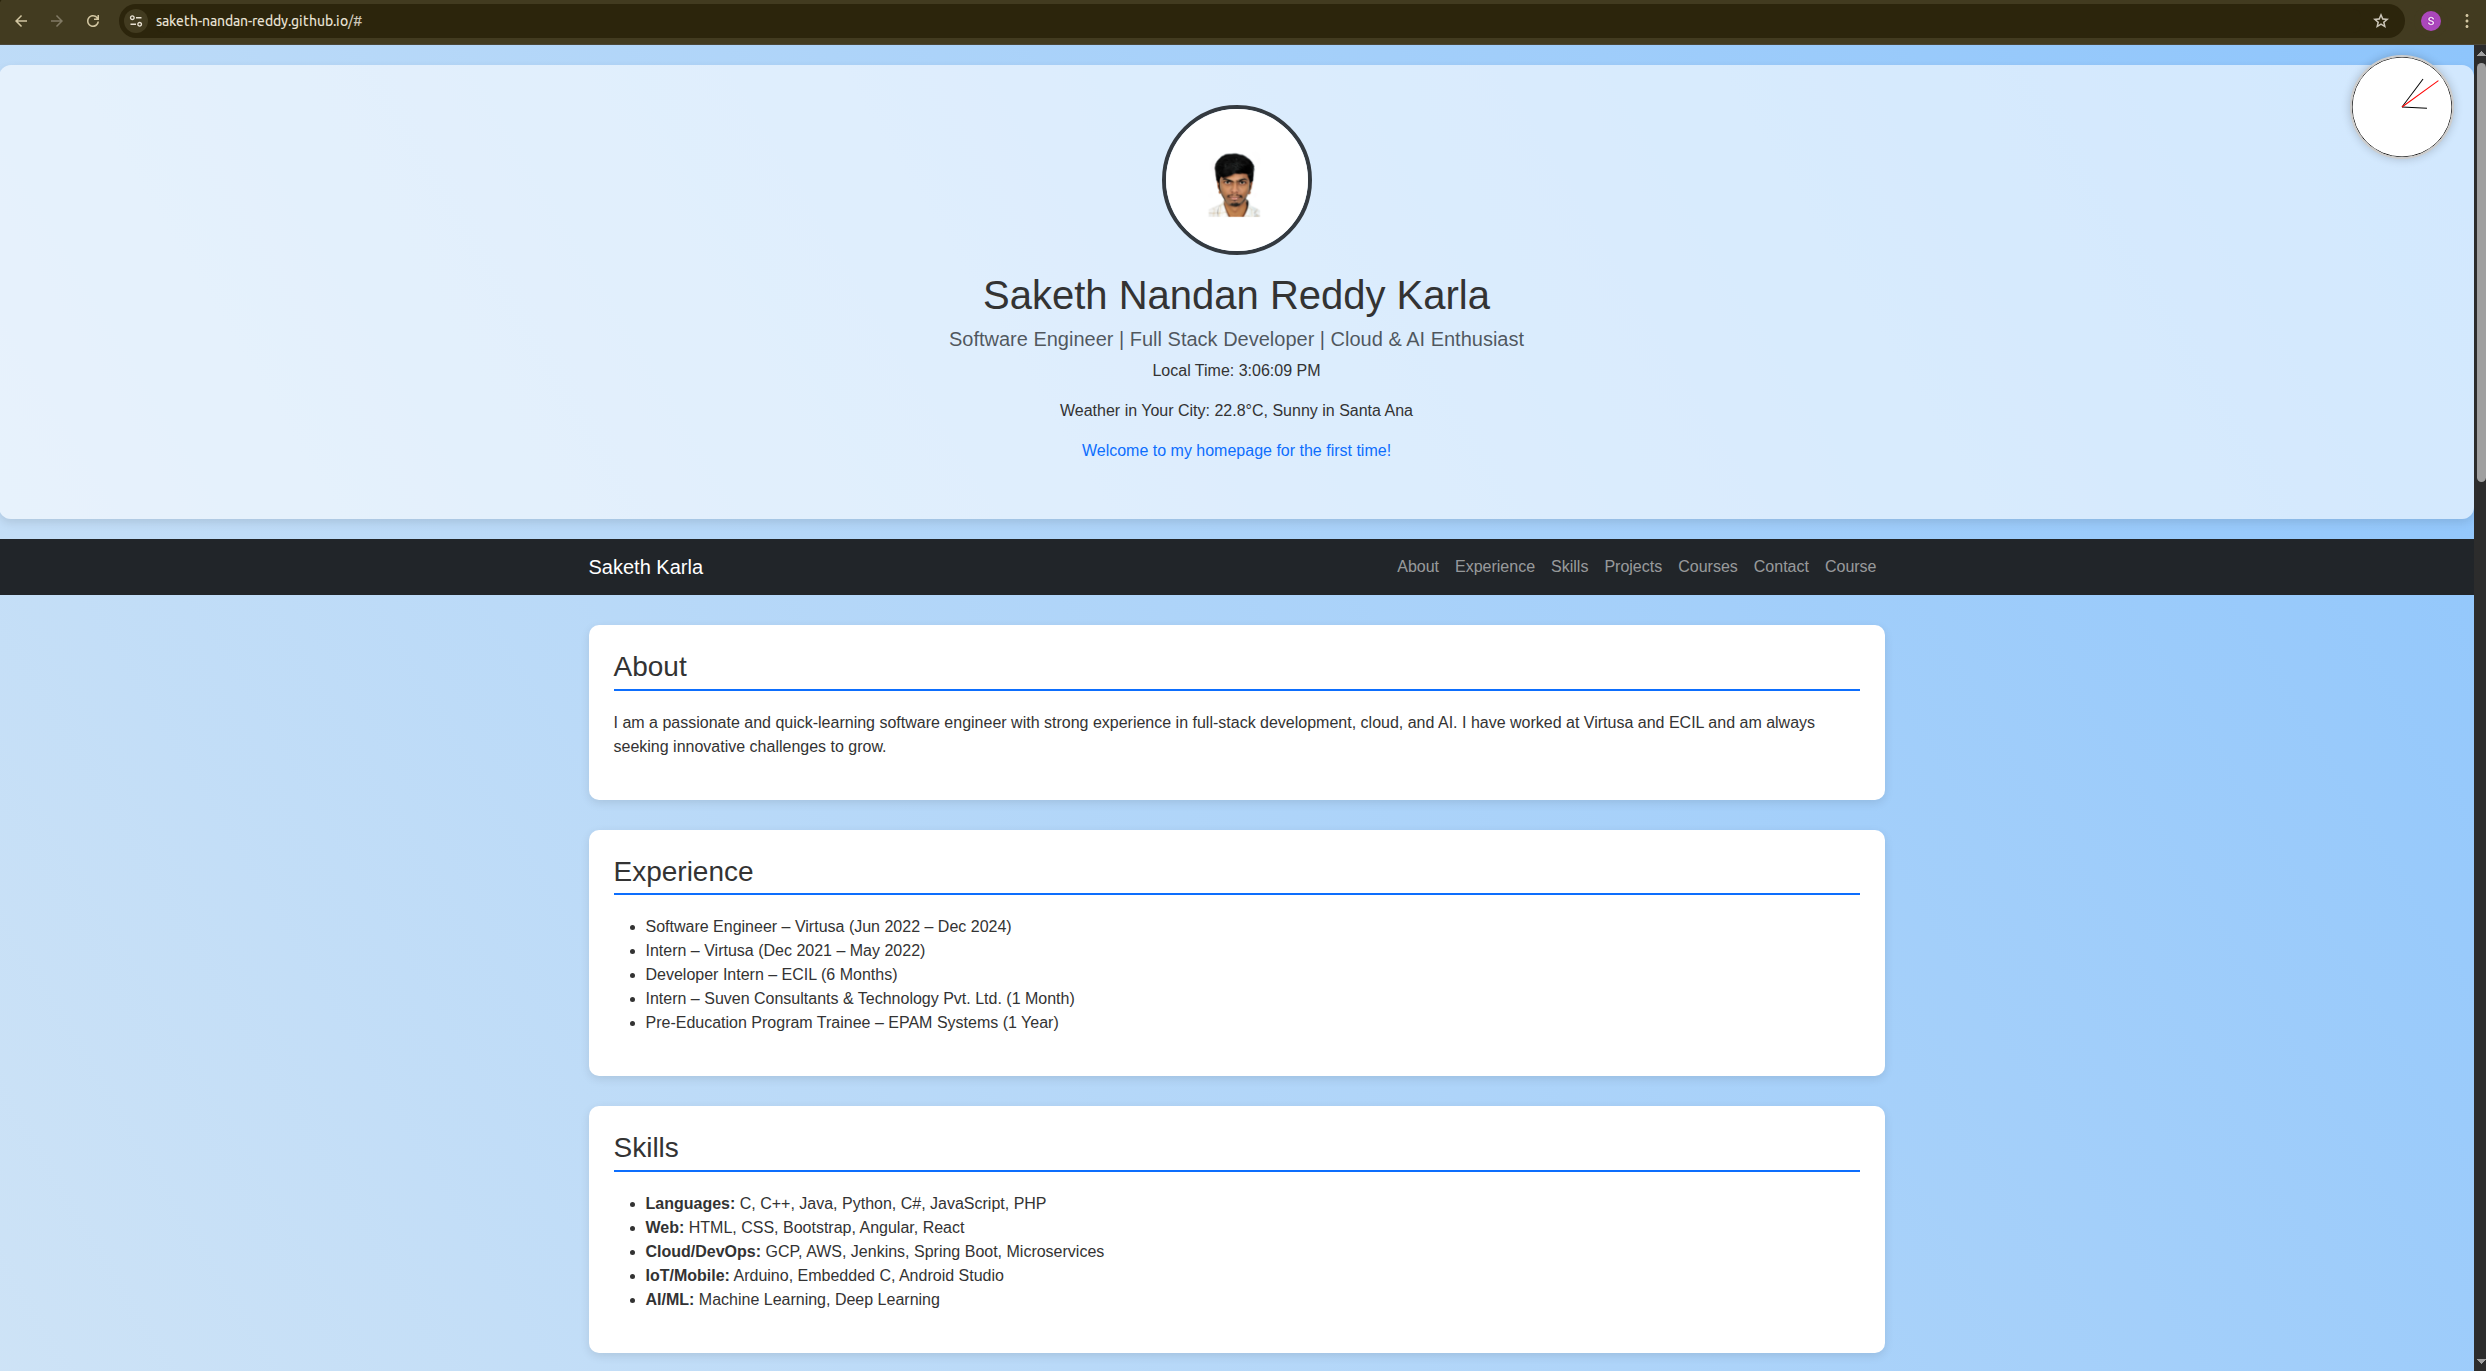 saketh-nandan-reddy.github.io/#
S
Saketh Nandan Reddy Karla
Software Engineer | Full Stack Developer | Cloud & AI Enthusiast
Local Time: 3:06:09 PM
Weather in Your City: 22.8°C, Sunny in Santa Ana
Welcome to my homepage for the first time!
Saketh Karla About Experience Skills Projects Courses Contact Course
About
I am a passionate and quick-learning software engineer with strong experience in full-stack development, cloud, and AI. I have worked at Virtusa and ECIL and am always
seeking innovative challenges to grow.
Experience
• Software Engineer – Virtusa (Jun 2022 – Dec 2024)
• Intern – Virtusa (Dec 2021 – May 2022)
• Developer Intern – ECIL (6 Months)
• Intern – Suven Consultants & Technology Pvt. Ltd. (1 Month)
• Pre-Education Program Trainee – EPAM Systems (1 Year)
Skills
• Languages: C, C++, Java, Python, C#, JavaScript, PHP
• Web: HTML, CSS, Bootstrap, Angular, React
• Cloud/DevOps: GCP, AWS, Jenkins, Spring Boot, Microservices
• IoT/Mobile: Arduino, Embedded C, Android Studio
• AI/ML: Machine Learning, Deep Learning